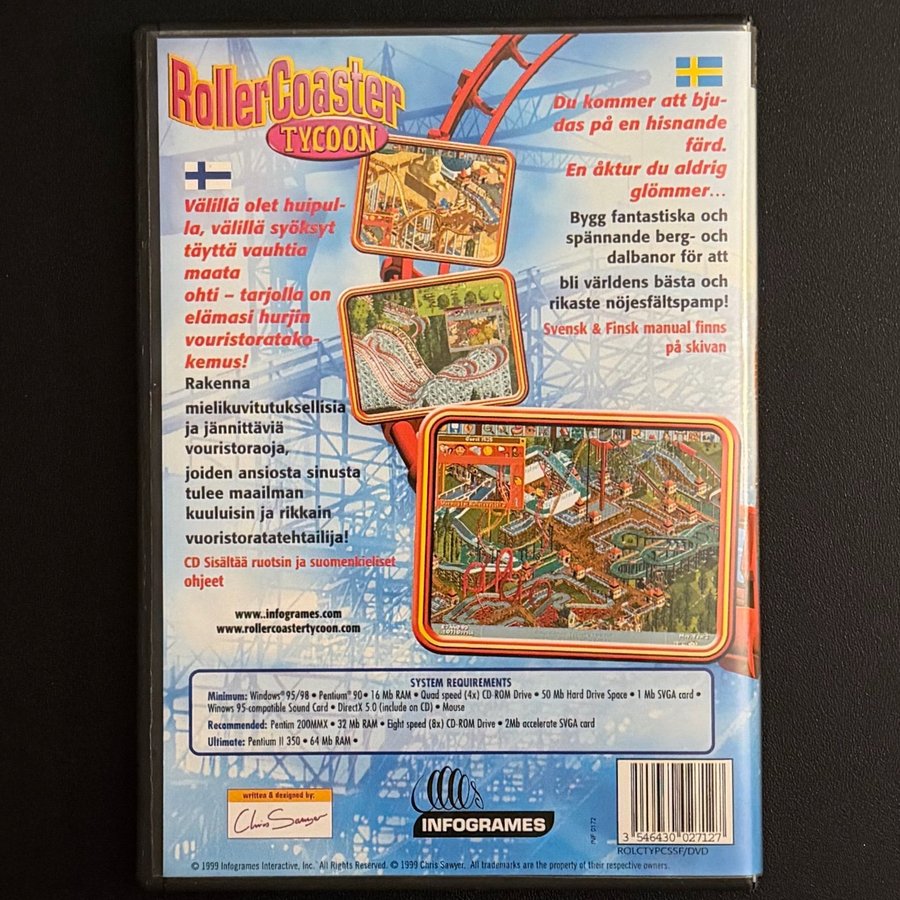 RollerCoaster
TYCOON
Välillä olet huipul-
la, välillä syöksyt
täyttä vauhtia
maata
ohti – tarjolla on
elämasi hurjin
vouristoratako-
kemus!
Rakenna
mielikuvitutuksellisia
ja jännittäviä
vouristoraoja,
joiden ansiosta sinusta
tulee maailman
kuuluisin ja rikkain
vuoristoratatehtailija!
CD Sisältää ruotsin ja suomenkieliset
ohjeet
www..infogrames.com
www.rollercoastertycoon.com
Du kommer att bju-
das på en hisnande
färd.
En åktur du aldrig
glömmer...
Bygg fantastiska och
spännande berg- och
dalbanor för att
bli världens bästa och
rikaste nöjesfältspamp!
Svensk & Finsk manual finns
på skivan
SYSTEM REQUIREMENTS
Minimum: Windows® 95/98 • Pentium® 90 • 16 Mb RAM • Quad speed (4x) CD-ROM Drive • 50 Mb Hard Drive Space • 1 Mb SVGA card •
Winows 95-compatible Sound Card • DirectX 5.0 (include on CD) • Mouse
Recommended: Pentim 200MMX • 32 Mb RAM • Eight speed (8x) CD-ROM Drive • 2Mb accelerate SVGA card
Ultimate: Pentium II 350 • 64 Mb RAM •
written & designed by:
Chris Sawyer
INFOGRAMES
INF 0172
3 546430 027127
ROLCTYPCSSF/DVD
© 1999 Infogrames Interactive, Inc. All Rights Reserved. © 1999 Chris Sawyer. All trademarks are the property of their respective owners.